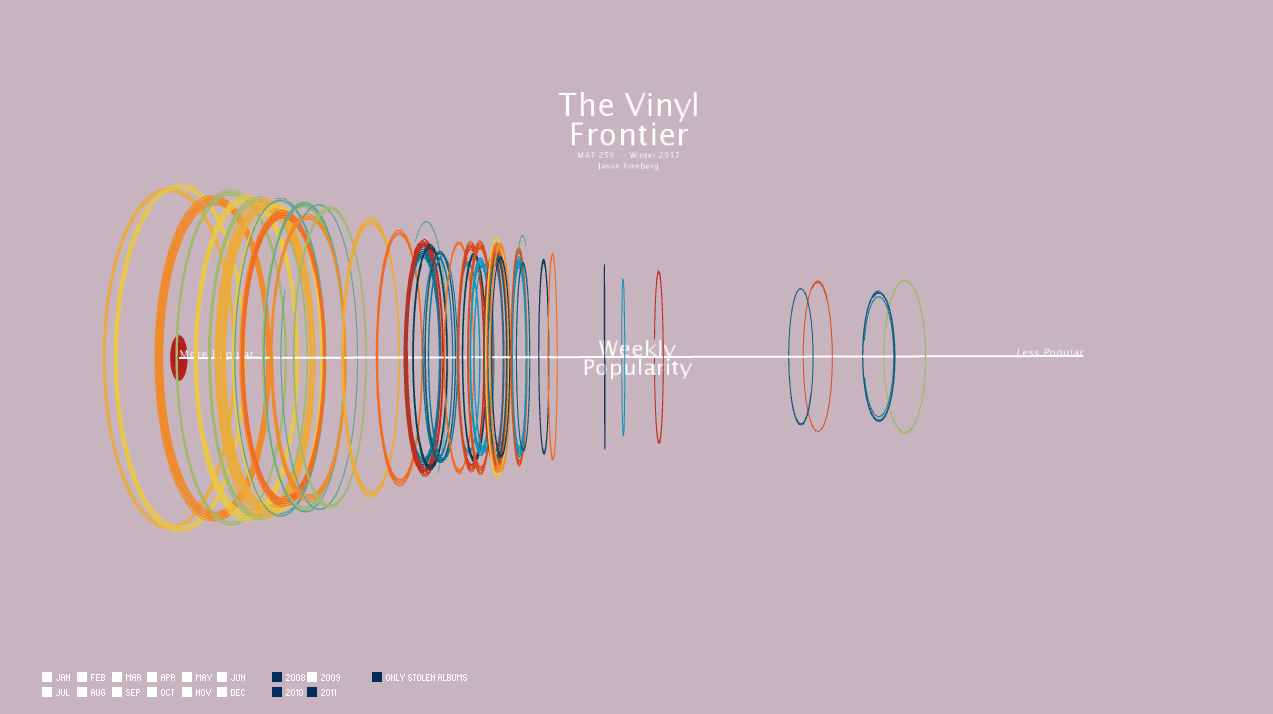 The Vinyl
Frontier
MAT 259 - - Winter 2017
Jason Freeberg
More Popular
Weekly
Popularity
Less Popular
JAN FEB MAR APR MAY JUN 2008 2009 ONLY STOLEN ALBUMS
JUL AUG SEP OCT NOV DEC 2010 2011